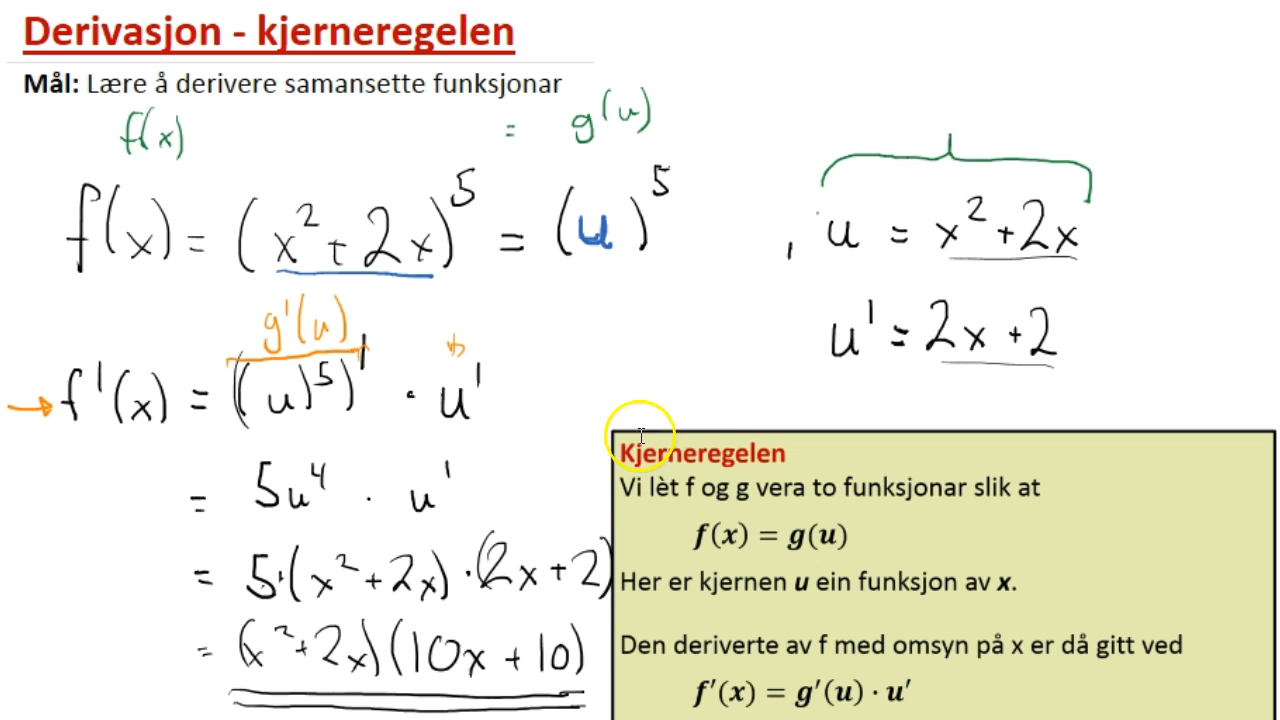 Derivasjon - kjerneregelen
Mål: Lære å derivere samansette funksjonar
f(x) = g(u)
f(x) = (x² + 2x)⁵ = (u)⁵ , u = x² + 2x
u' = 2x + 2
g'(u)
→ f'(x) = ((u)⁵)' · u'
= 5u⁴ · u'
= 5·(x² + 2x)·(2x + 2)
= (x² + 2x)(10x + 10)
Kjerneregelen
Vi lèt f og g vera to funksjonar slik at
f(x) = g(u)
Her er kjernen u ein funksjon av x.
Den deriverte av f med omsyn på x er då gitt ved
f'(x) = g'(u) · u'